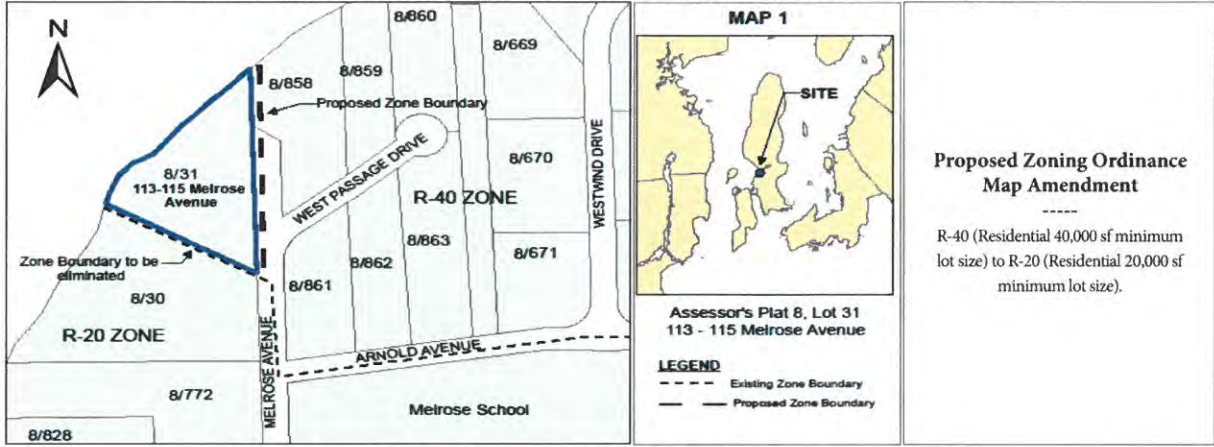 N
8/860
8/669
8/858
8/859
Proposed Zone Boundary
8/31
113-115 Melrose
Avenue
WEST PASSAGE DRIVE
8/670
R-40 ZONE
WESTWIND DRIVE
Zone Boundary to be
eliminated
8/863
8/671
8/862
8/861
8/30
R-20 ZONE
MELROSE AVENUE
ARNOLD AVENUE
8/772
Melrose School
8/828
MAP 1
SITE
Assessor's Plat 8, Lot 31
113 - 115 Melrose Avenue
LEGEND
Existing Zone Boundary
Proposed Zone Boundary
Proposed Zoning Ordinance
Map Amendment
-----
R-40 (Residential 40,000 sf minimum
lot size) to R-20 (Residential 20,000 sf
minimum lot size).